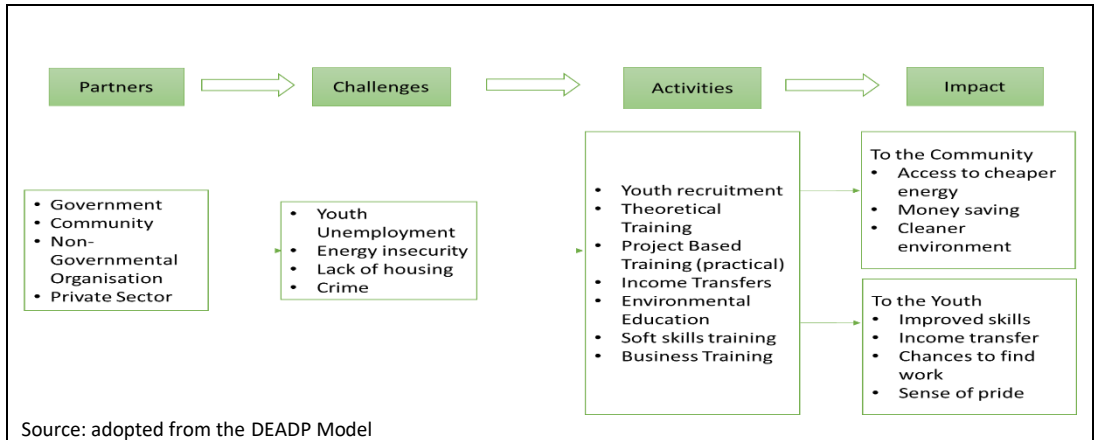 Partners
Challenges
Activities
Impact
• Government
• Community
• Non-
Governmental
Organisation
• Private Sector
• Youth
Unemployment
• Energy insecurity
• Lack of housing
• Crime
• Youth recruitment
• Theoretical
Training
• Project Based
Training (practical)
• Income Transfers
• Environmental
Education
• Soft skills training
• Business Training
To the Community
• Access to cheaper
energy
• Money saving
• Cleaner
environment
To the Youth
• Improved skills
• Income transfer
• Chances to find
work
• Sense of pride
Source: adopted from the DEADP Model